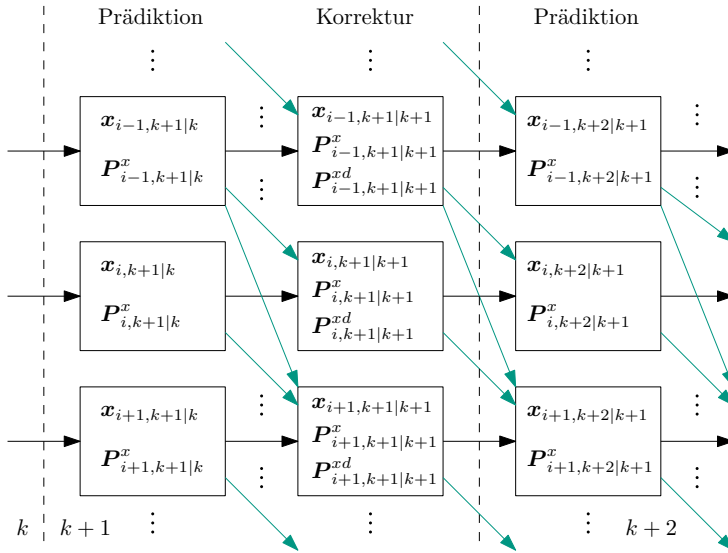 Prädiktion Korrektur Prädiktion
⋮ ⋮ ⋮
⋮ ⋮
x_{i−1,k+1|k} x_{i−1,k+1|k+1} x_{i−1,k+2|k+1}
P^x_{i−1,k+1|k} P^x_{i−1,k+1|k+1} P^x_{i−1,k+2|k+1}
P^{xd}_{i−1,k+1|k+1}
⋮ ⋮
x_{i,k+1|k} x_{i,k+1|k+1} x_{i,k+2|k+1}
P^x_{i,k+1|k} P^x_{i,k+1|k+1} P^x_{i,k+2|k+1}
P^{xd}_{i,k+1|k+1}
⋮ ⋮
x_{i+1,k+1|k} x_{i+1,k+1|k+1} x_{i+1,k+2|k+1}
P^x_{i+1,k+1|k} P^x_{i+1,k+1|k+1} P^x_{i+1,k+2|k+1}
P^{xd}_{i+1,k+1|k+1}
⋮ ⋮
k k + 1 ⋮ ⋮ ⋮ k + 2